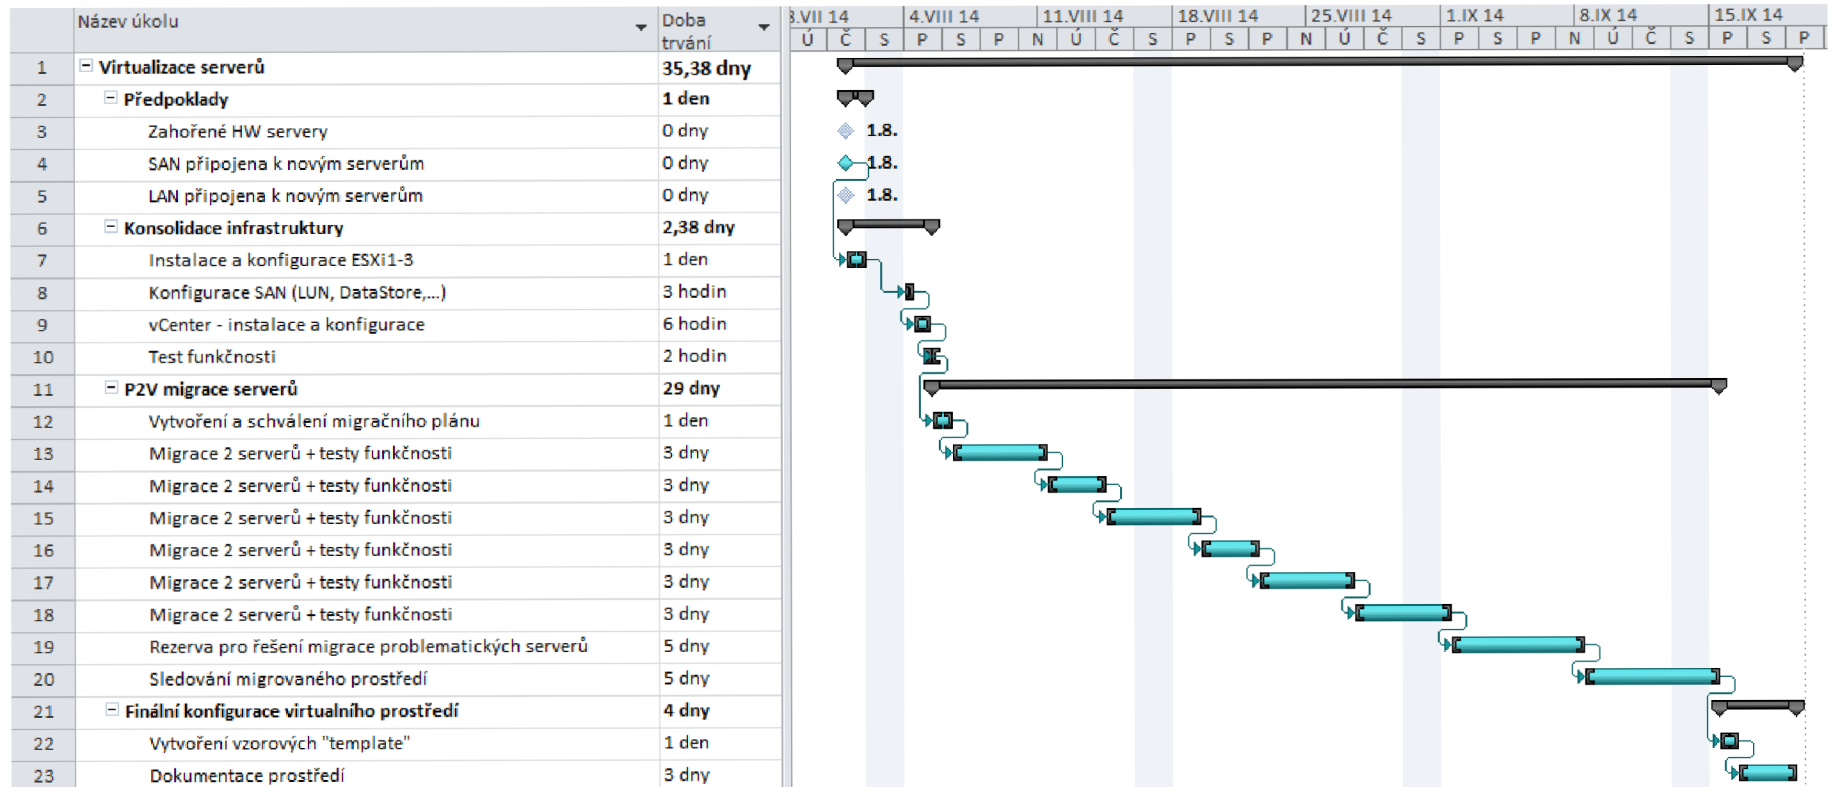 Název úkolu Doba trvání 3.VII 14 4.VIII 14 11.VIII 14 18.VIII 14 25.VIII 14 1.IX 14 8.IX 14 15.IX 14
Ú Č S P S P N Ú Č S P S P N Ú Č S P S P N Ú Č S P S P
1 Virtualizace serverů 35,38 dny
2 Předpoklady 1 den
3 Zahořené HW servery 0 dny 1.8.
4 SAN připojena k novým serverům 0 dny 1.8.
5 LAN připojena k novým serverům 0 dny 1.8.
6 Konsolidace infrastruktury 2,38 dny
7 Instalace a konfigurace ESXi1-3 1 den
8 Konfigurace SAN (LUN, DataStore,...) 3 hodin
9 vCenter - instalace a konfigurace 6 hodin
10 Test funkčnosti 2 hodin
11 P2V migrace serverů 29 dny
12 Vytvoření a schválení migračního plánu 1 den
13 Migrace 2 serverů + testy funkčnosti 3 dny
14 Migrace 2 serverů + testy funkčnosti 3 dny
15 Migrace 2 serverů + testy funkčnosti 3 dny
16 Migrace 2 serverů + testy funkčnosti 3 dny
17 Migrace 2 serverů + testy funkčnosti 3 dny
18 Migrace 2 serverů + testy funkčnosti 3 dny
19 Rezerva pro řešení migrace problematických serverů 5 dny
20 Sledování migrovaného prostředí 5 dny
21 Finální konfigurace virtualního prostředí 4 dny
22 Vytvoření vzorových "template" 1 den
23 Dokumentace prostředí 3 dny